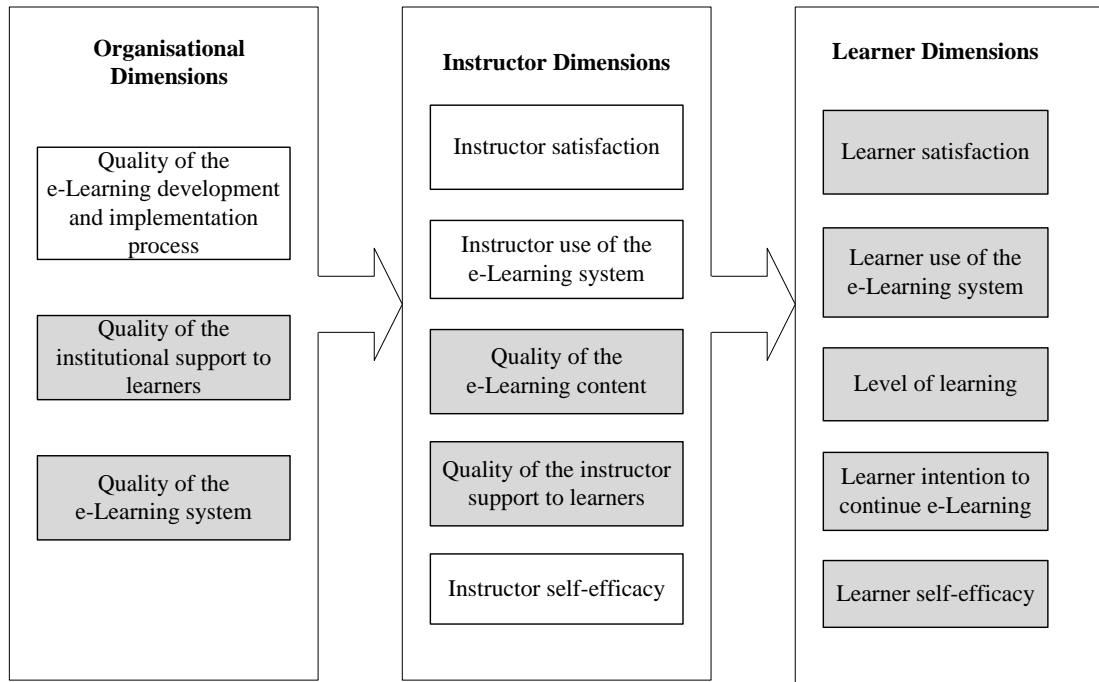 Organisational
Dimensions
Quality of the
e-Learning development
and implementation
process
Quality of the
institutional support to
learners
Quality of the
e-Learning system
Instructor Dimensions
Instructor satisfaction
Instructor use of the
e-Learning system
Quality of the
e-Learning content
Quality of the instructor
support to learners
Instructor self-efficacy
Learner Dimensions
Learner satisfaction
Learner use of the
e-Learning system
Level of learning
Learner intention to
continue e-Learning
Learner self-efficacy